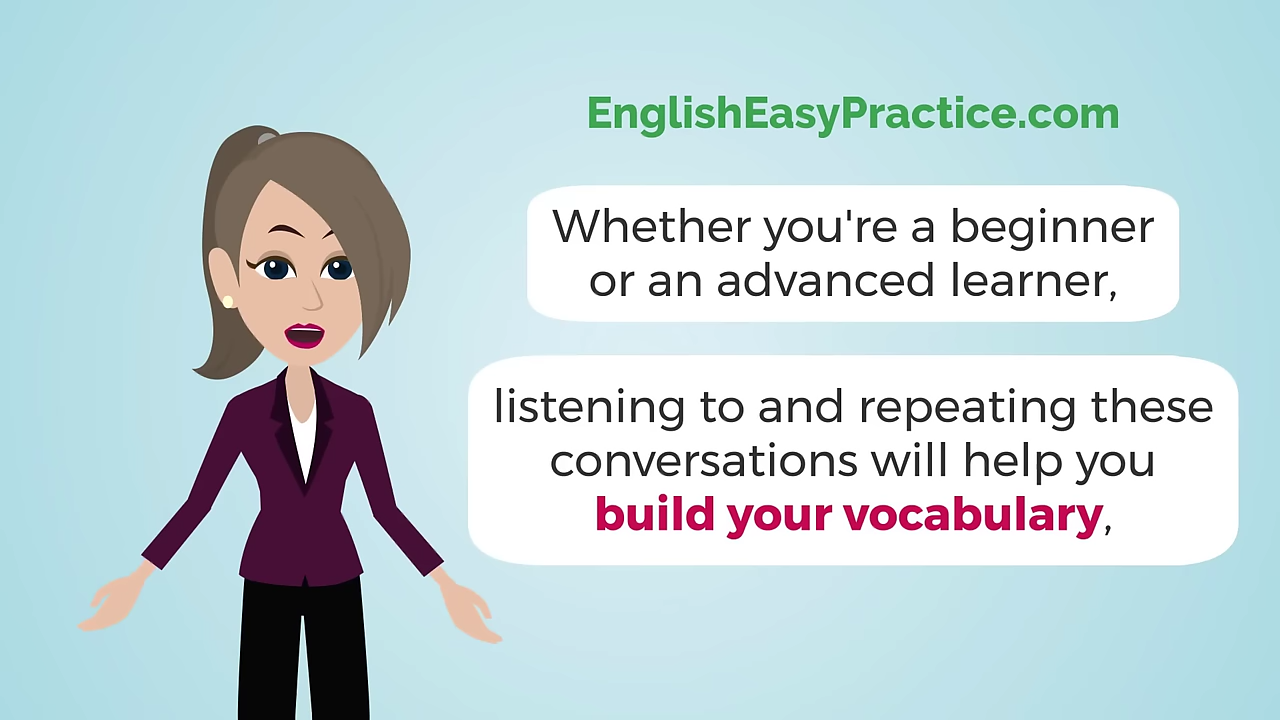 EnglishEasyPractice.com
Whether you're a beginner
or an advanced learner,
listening to and repeating these
conversations will help you
build your vocabulary,